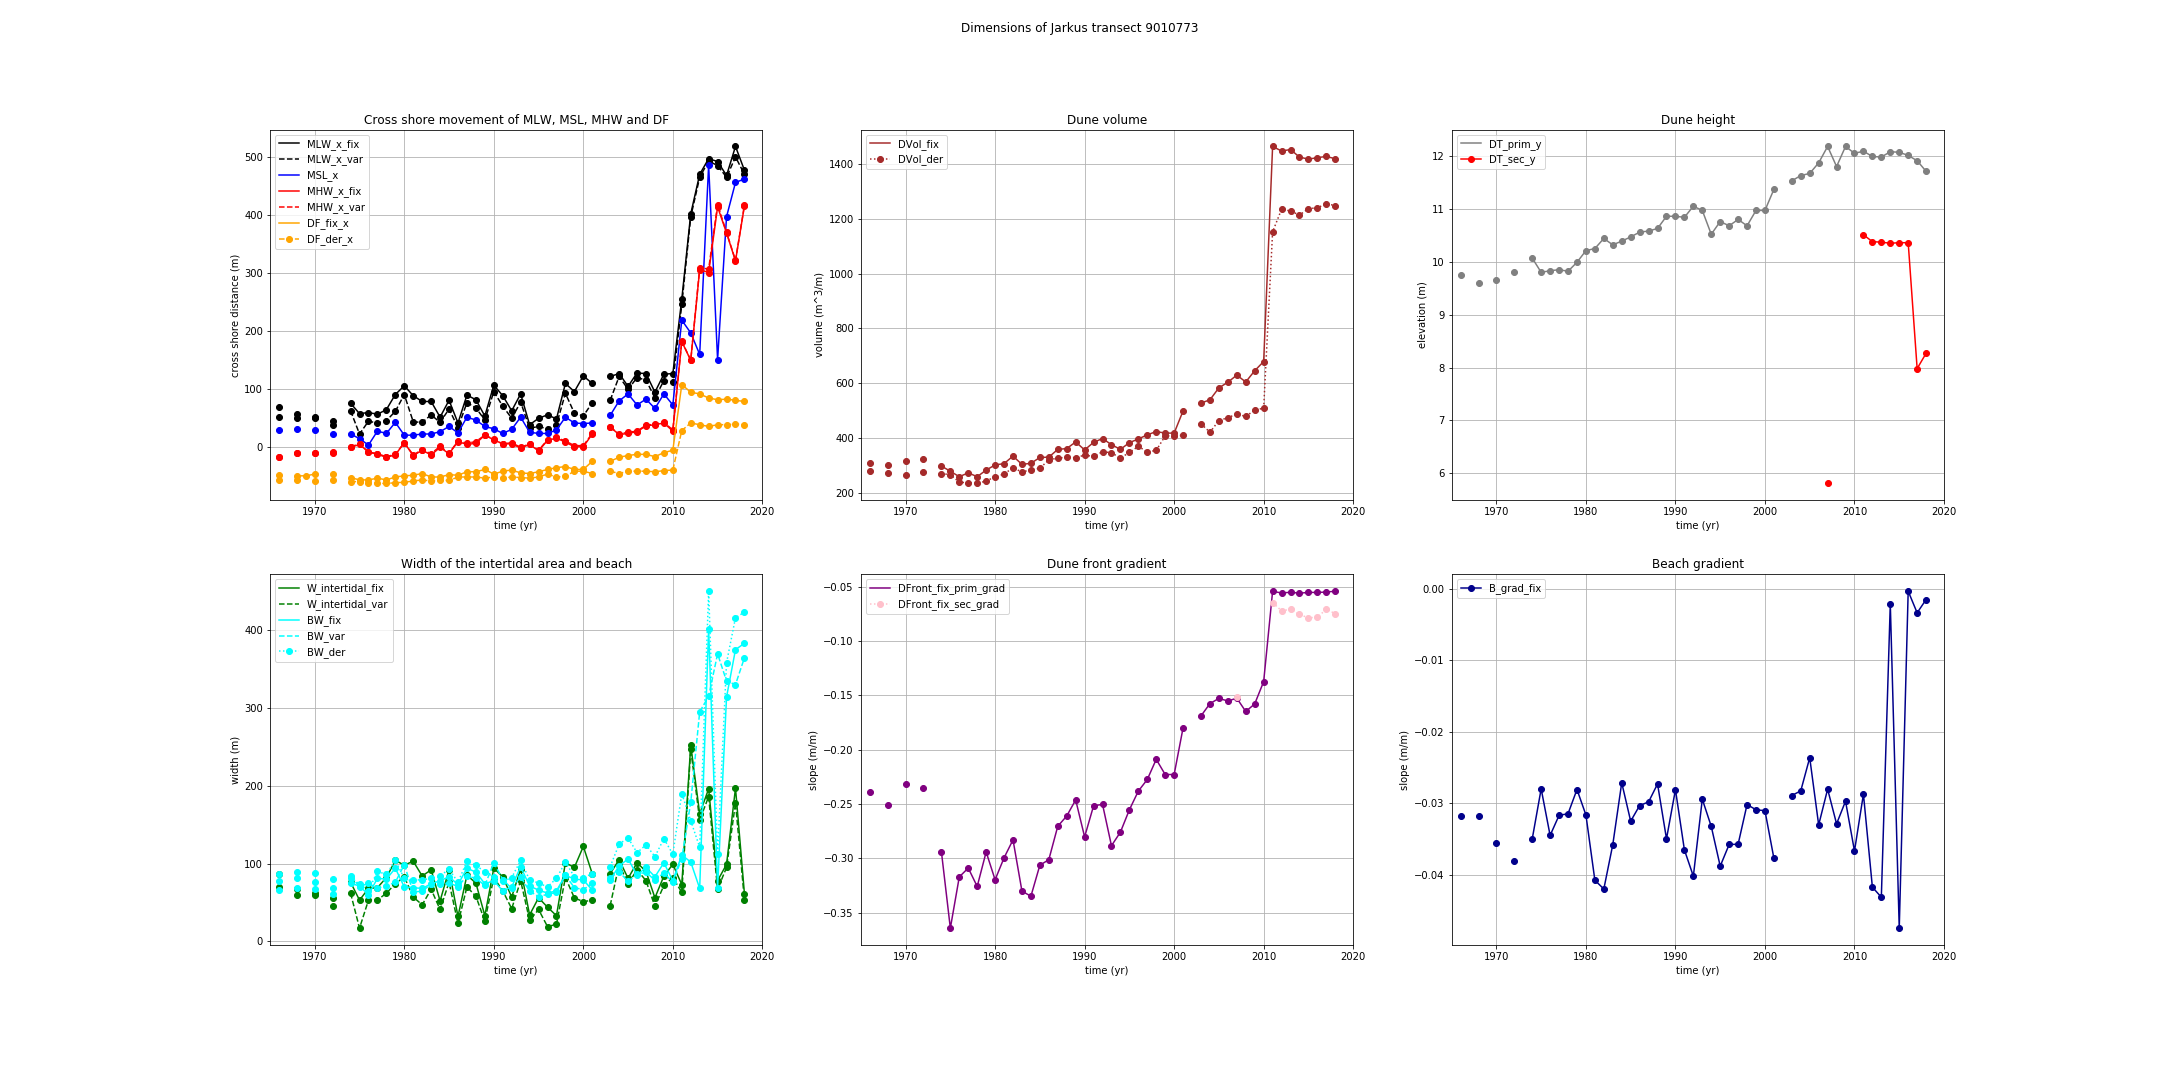 Dimensions of Jarkus transect 9010773
Cross shore movement of MLW, MSL, MHW and DF
MLW_x_fix
MLW_x_var
MSL_x
MHW_x_fix
MHW_x_var
DF_fix_x
DF_der_x
cross shore distance (m)
500
400
300
200
100
0
1970 1980 1990 2000 2010 2020
time (yr)
Dune volume
DVol_fix
DVol_der
volume (m^3/m)
1400
1200
1000
800
600
400
200
1970 1980 1990 2000 2010 2020
time (yr)
Dune height
DT_prim_y
DT_sec_y
elevation (m)
12
11
10
9
8
7
6
1970 1980 1990 2000 2010 2020
time (yr)
Width of the intertidal area and beach
W_intertidal_fix
W_intertidal_var
BW_fix
BW_var
BW_der
width (m)
400
300
200
100
0
1970 1980 1990 2000 2010 2020
time (yr)
Dune front gradient
DFront_fix_prim_grad
DFront_fix_sec_grad
slope (m/m)
−0.05
−0.10
−0.15
−0.20
−0.25
−0.30
−0.35
1970 1980 1990 2000 2010 2020
time (yr)
Beach gradient
B_grad_fix
slope (m/m)
0.00
−0.01
−0.02
−0.03
−0.04
1970 1980 1990 2000 2010 2020
time (yr)